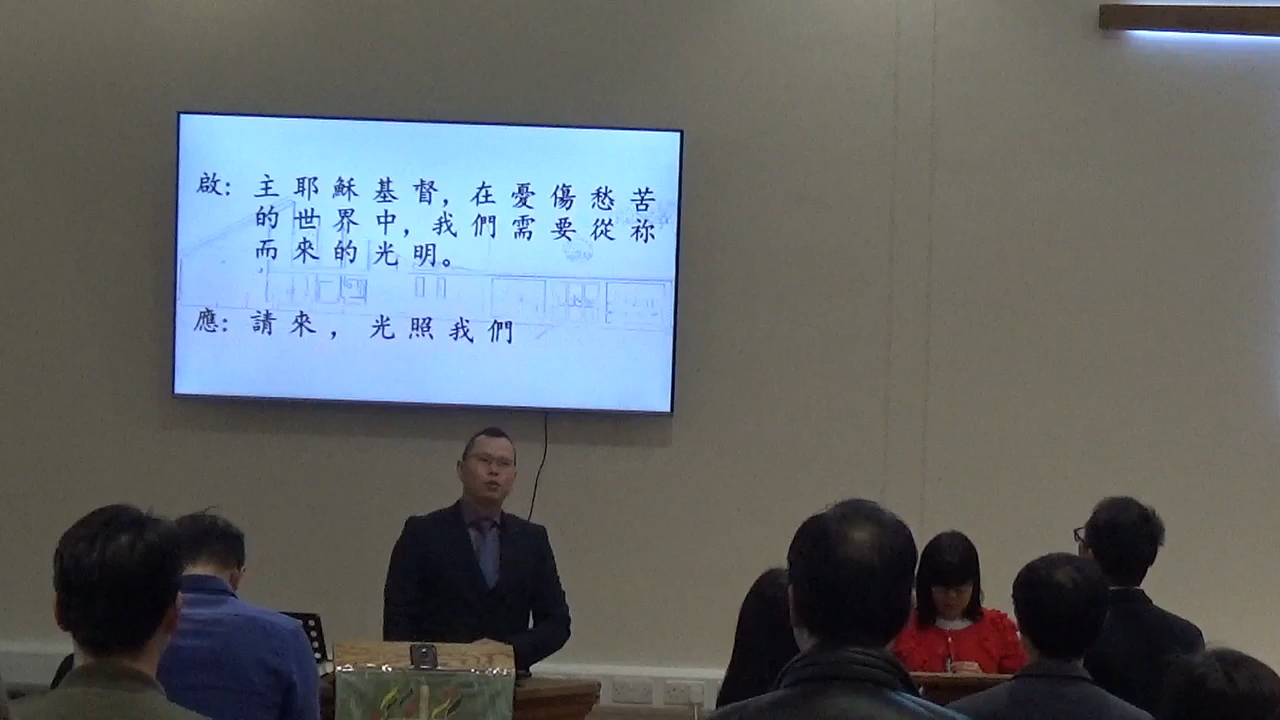 啟: 主耶穌基督, 在憂傷愁苦
的世界中, 我們需要從祢
而來的光明。
應: 請來, 光照我們